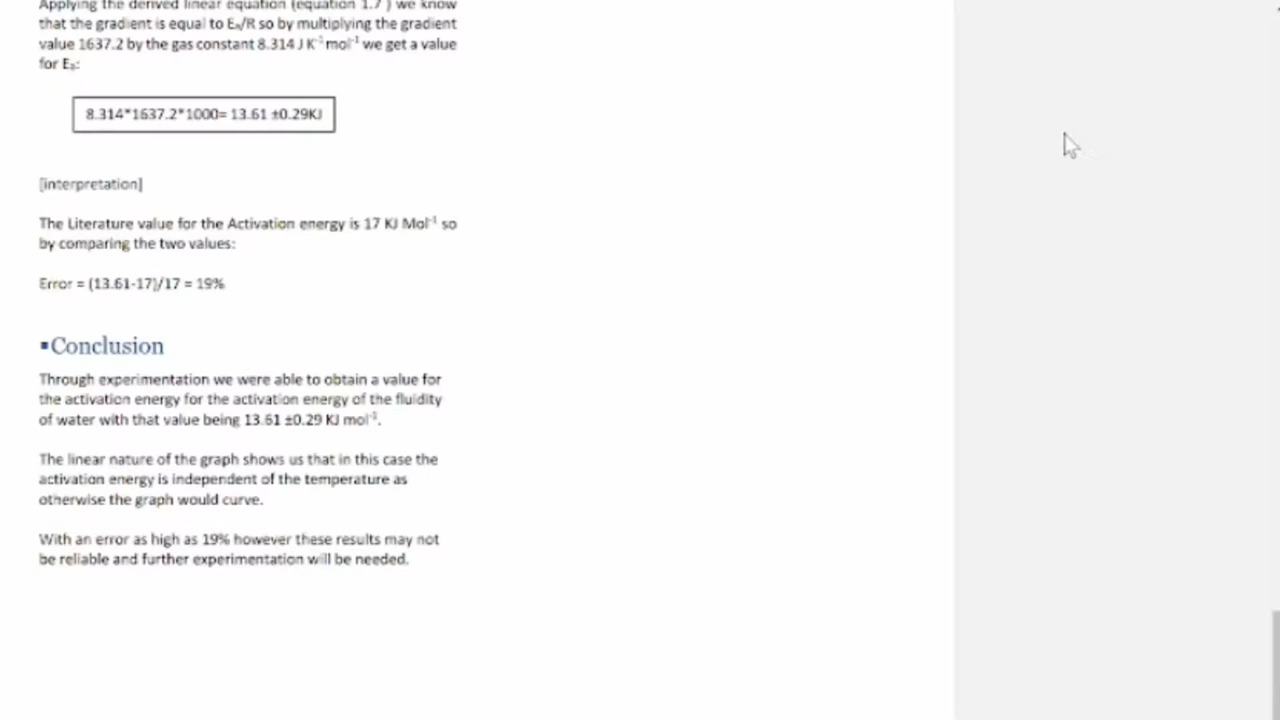 Applying the derived linear equation (equation 1.7 ) we know
that the gradient is equal to Eₐ/R so by multiplying the gradient
value 1637.2 by the gas constant 8.314 J K⁻¹ mol⁻¹ we get a value
for Eₐ:
8.314*1637.2*1000= 13.61 ±0.29KJ
[interpretation]
The Literature value for the Activation energy is 17 KJ Mol⁻¹ so
by comparing the two values:
Error = (13.61-17)/17 = 19%
▪Conclusion
Through experimentation we were able to obtain a value for
the activation energy for the activation energy of the fluidity
of water with that value being 13.61 ±0.29 KJ mol⁻¹.
The linear nature of the graph shows us that in this case the
activation energy is independent of the temperature as
otherwise the graph would curve.
With an error as high as 19% however these results may not
be reliable and further experimentation will be needed.